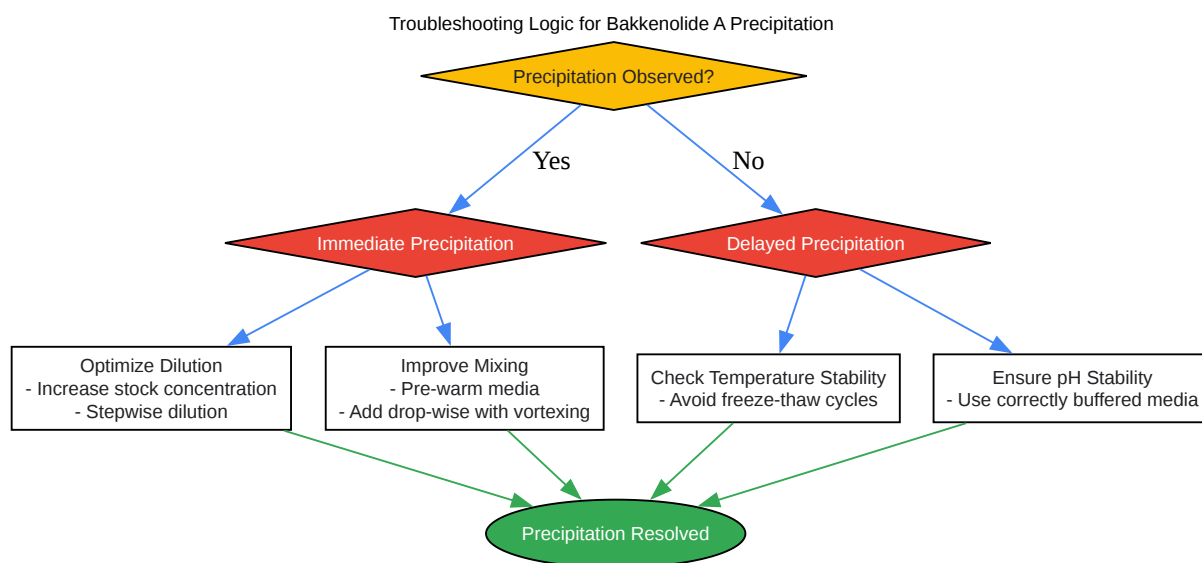 Troubleshooting Logic for Bakkenolide A Precipitation
Precipitation Observed?
Yes
No
Immediate Precipitation
Delayed Precipitation
Optimize Dilution
- Increase stock concentration
- Stepwise dilution
Improve Mixing
- Pre-warm media
- Add drop-wise with vortexing
Check Temperature Stability
- Avoid freeze-thaw cycles
Ensure pH Stability
- Use correctly buffered media
Precipitation Resolved